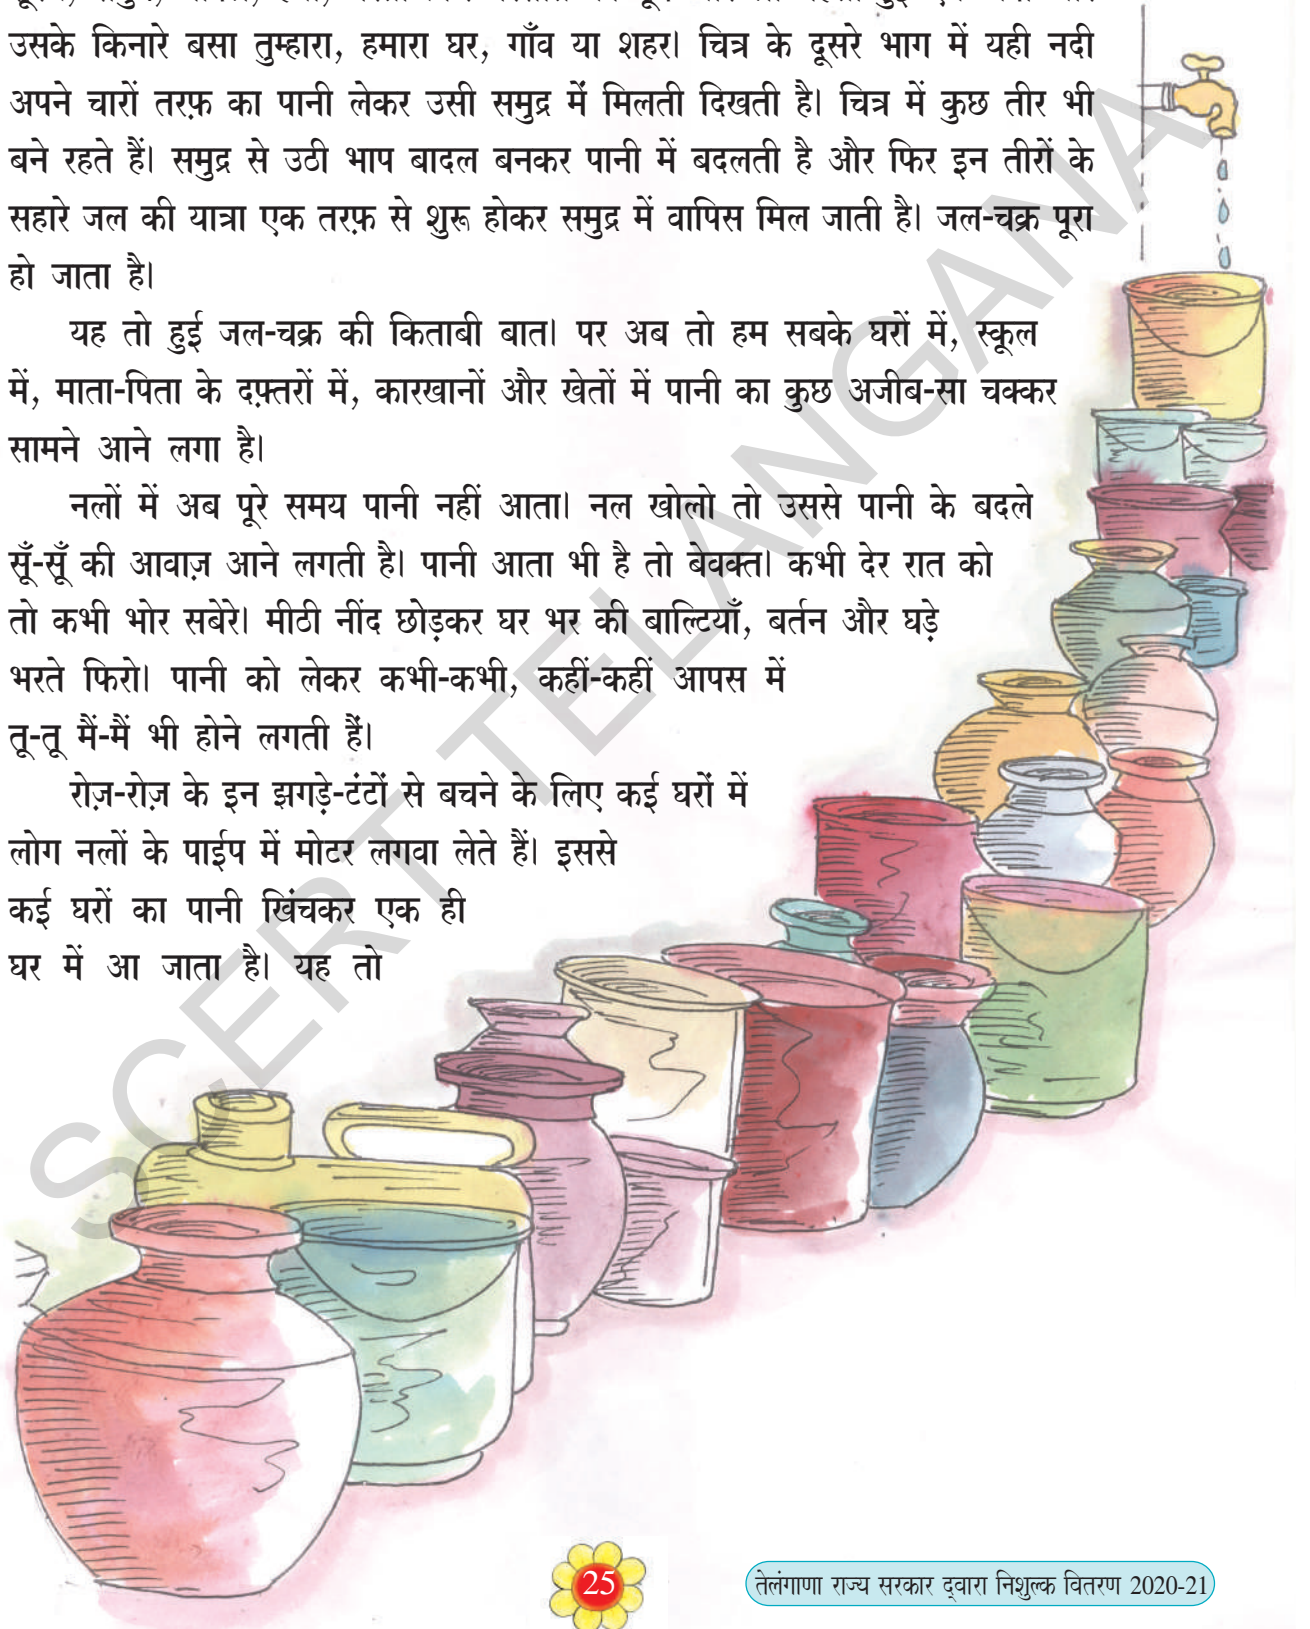 उसके किनारे बसा तुम्हारा, हमारा घर, गाँव या शहर। चित्र के दूसरे भाग में यही नदी
अपने चारों तरफ़ का पानी लेकर उसी समुद्र में मिलती दिखती है। चित्र में कुछ तीर भी
बने रहते हैं। समुद्र से उठी भाप बादल बनकर पानी में बदलती है और फिर इन तीरों के
सहारे जल की यात्रा एक तरफ़ से शुरू होकर समुद्र में वापिस मिल जाती है। जल-चक्र पूरा
हो जाता है।
यह तो हुई जल-चक्र की किताबी बात। पर अब तो हम सबके घरों में, स्कूल
में, माता-पिता के दफ़्तरों में, कारखानों और खेतों में पानी का कुछ अजीब-सा चक्कर
सामने आने लगा है।
नलों में अब पूरे समय पानी नहीं आता। नल खोलो तो उससे पानी के बदले
सूँ-सूँ की आवाज़ आने लगती है। पानी आता भी है तो बेवक्त। कभी देर रात को
तो कभी भोर सबेरे। मीठी नींद छोड़कर घर भर की बाल्टियाँ, बर्तन और घड़े
भरते फिरो। पानी को लेकर कभी-कभी, कहीं-कहीं आपस में
तू-तू मैं-मैं भी होने लगती हैं।
रोज़-रोज़ के इन झगड़े-टंटों से बचने के लिए कई घरों में
लोग नलों के पाईप में मोटर लगवा लेते हैं। इससे
कई घरों का पानी खिंचकर एक ही
घर में आ जाता है। यह तो
SCERT TELANGANA
25
तेलंगाणा राज्य सरकार द्वारा निशुल्क वितरण 2020-21